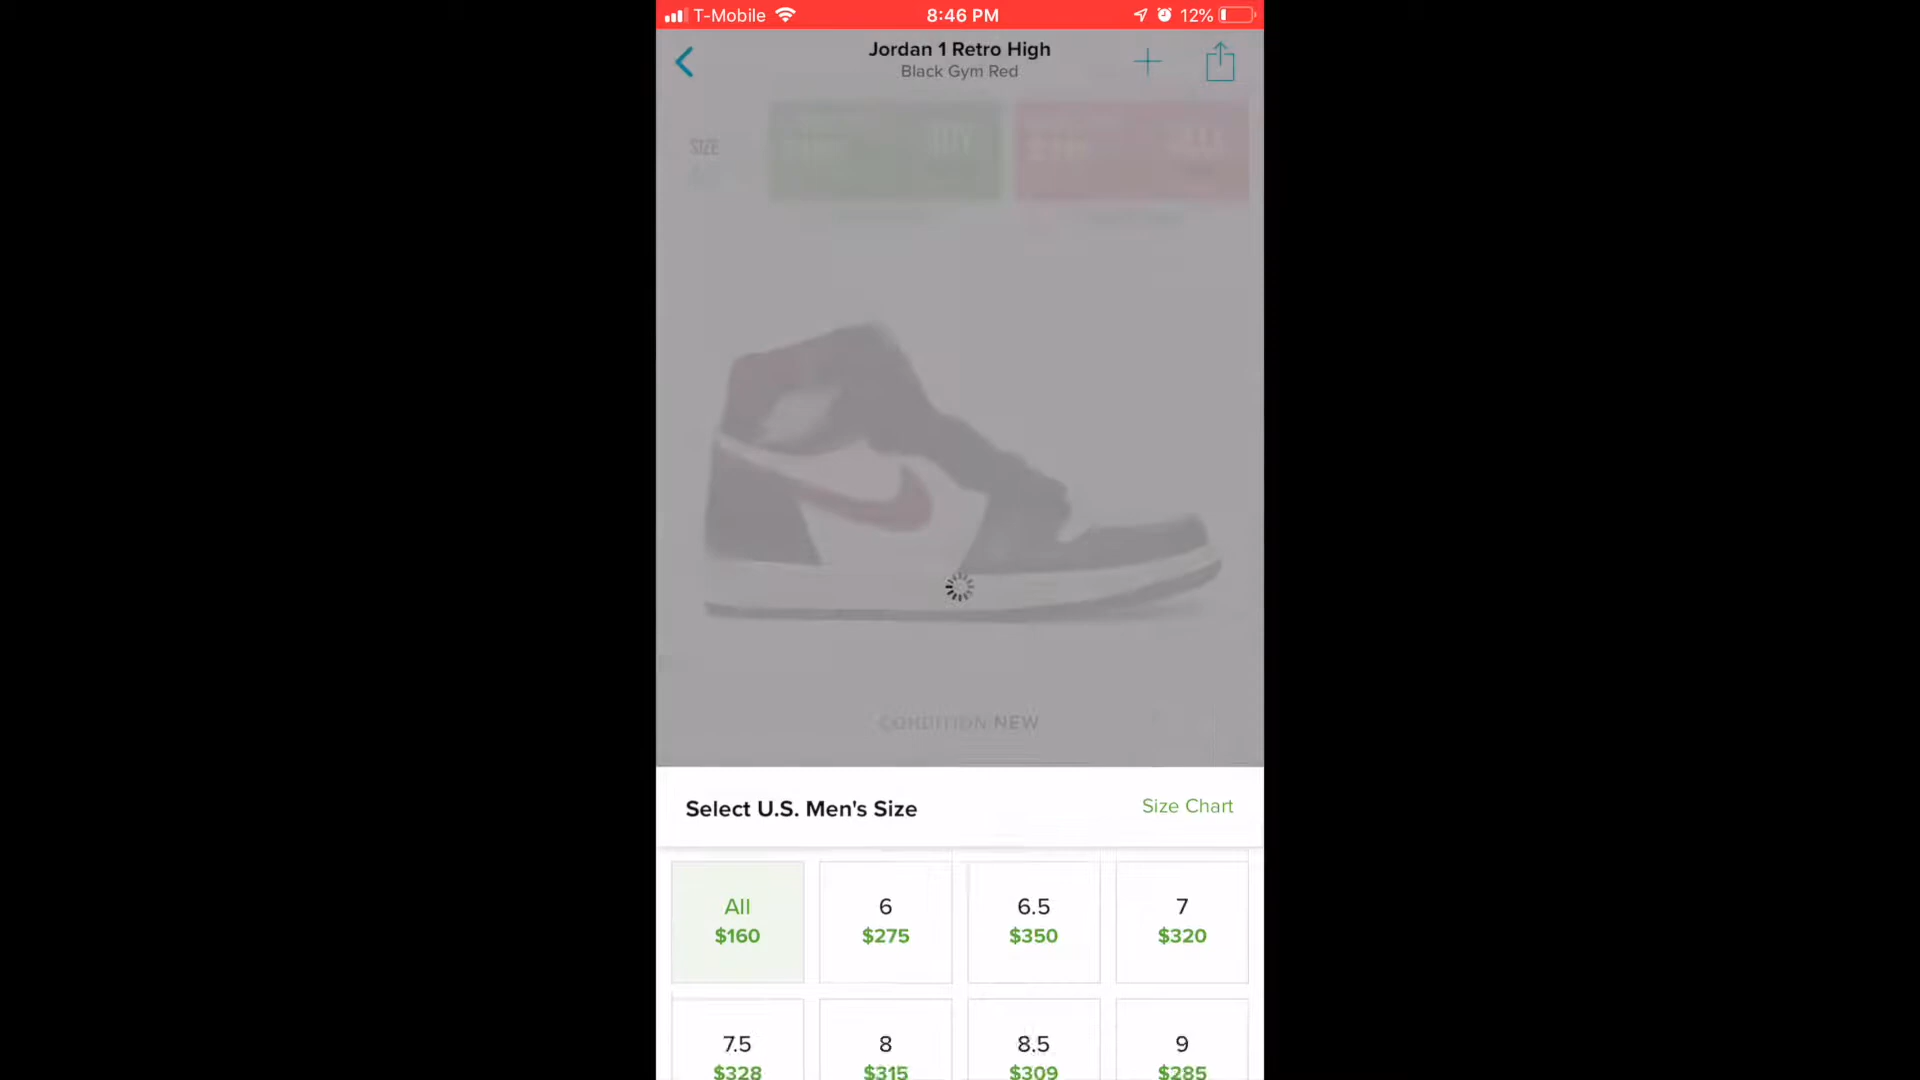 T-Mobile 8:46 PM 12%
Jordan 1 Retro High
Black Gym Red
SIZE
CONDITION NEW
Select U.S. Men's Size Size Chart
All 6 6.5 7
$160 $275 $350 $320
7.5 8 8.5 9
$328 $315 $309 $285